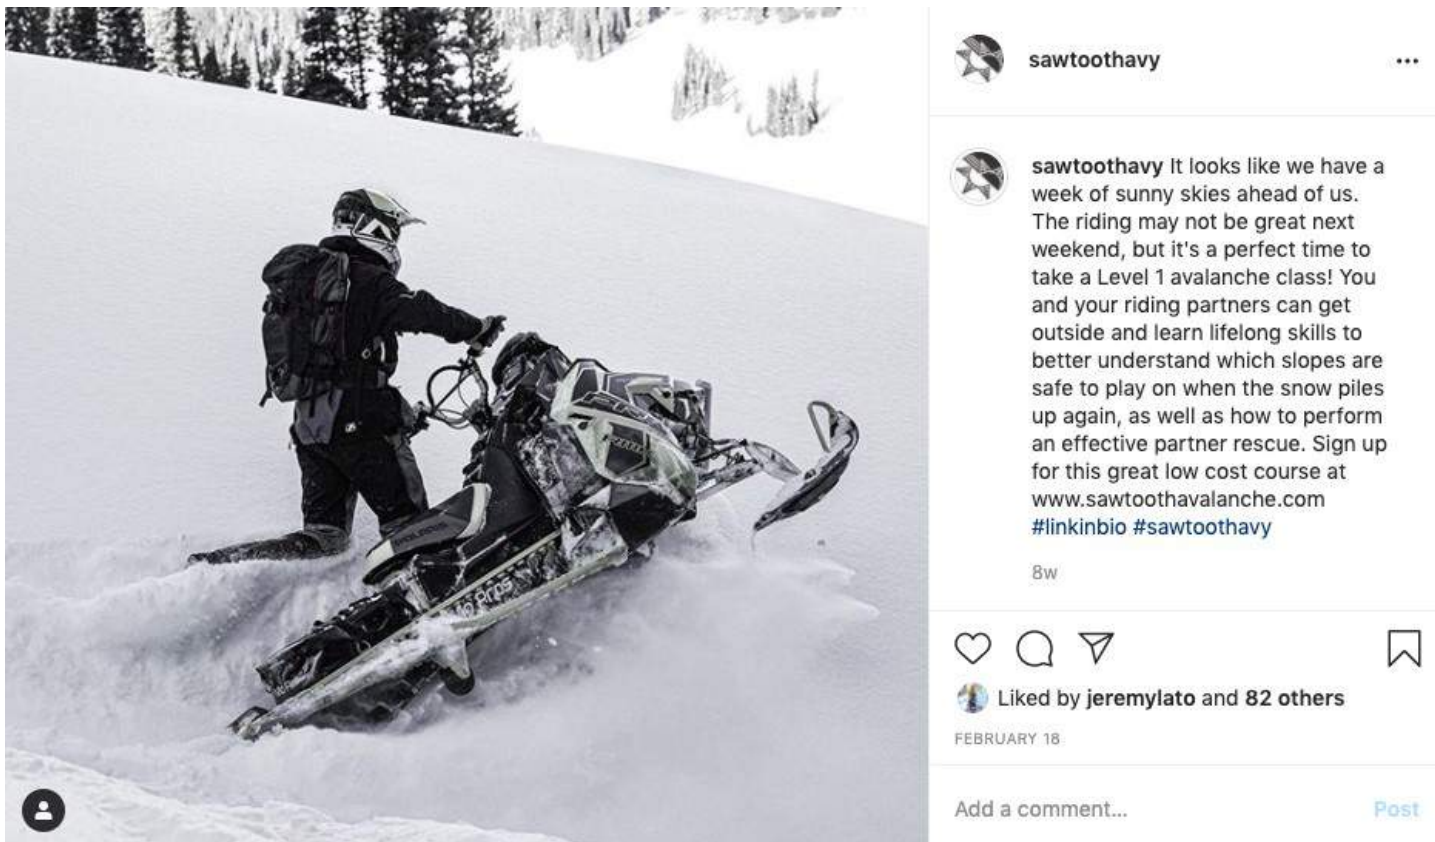 sawtoothavy
sawtoothavy It looks like we have a
week of sunny skies ahead of us.
The riding may not be great next
weekend, but it's a perfect time to
take a Level 1 avalanche class! You
and your riding partners can get
outside and learn lifelong skills to
better understand which slopes are
safe to play on when the snow piles
up again, as well as how to perform
an effective partner rescue. Sign up
for this great low cost course at
www.sawtoothavalanche.com
#linkinbio #sawtoothavy
8w
Liked by jeremylato and 82 others
FEBRUARY 18
Add a comment...
Post
POLARIS